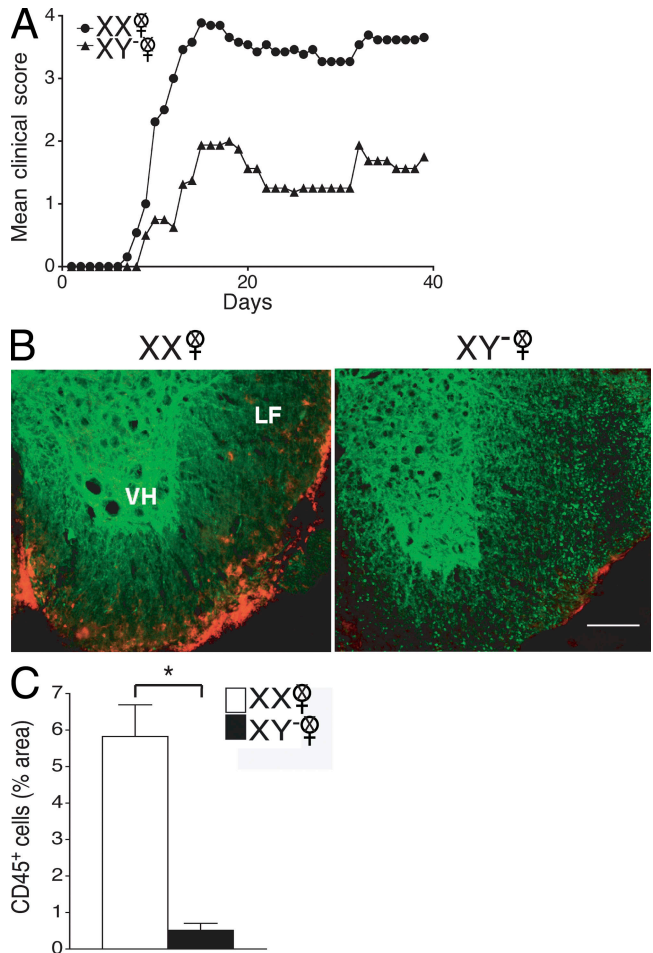 A
XX♀
XY⁻♀
Mean clinical score
4
3
2
1
0
0 20 40
Days
B
XX♀ XY⁻♀
LF
VH
C
*
XX♀
XY⁻♀
CD45⁺ cells (% area)
7
6
5
4
3
2
1
0